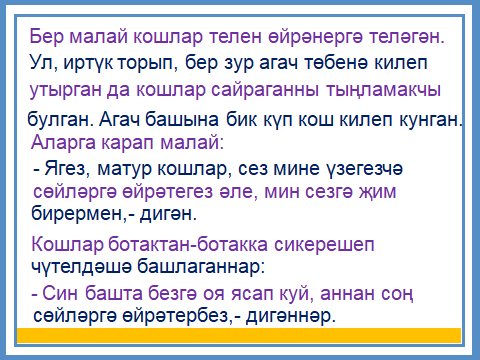 Бер малай кошлар телен өйрәнергә теләгән.
Ул, иртүк торып, бер зур агач төбенә килеп
утырган да кошлар сайраганны тыңламакчы
булган. Агач башына бик күп кош килеп кунган.
Аларга карап малай:
- Ягез, матур кошлар, сез мине үзегезчә
сөйләргә өйрәтегез әле, мин сезгә җим
бирермен,- дигән.
Кошлар ботактан-ботакка сикерешеп
чүтелдәшә башлаганнар:
- Син башта безгә оя ясап куй, аннан соң
сөйләргә өйрәтербез,- дигәннәр.